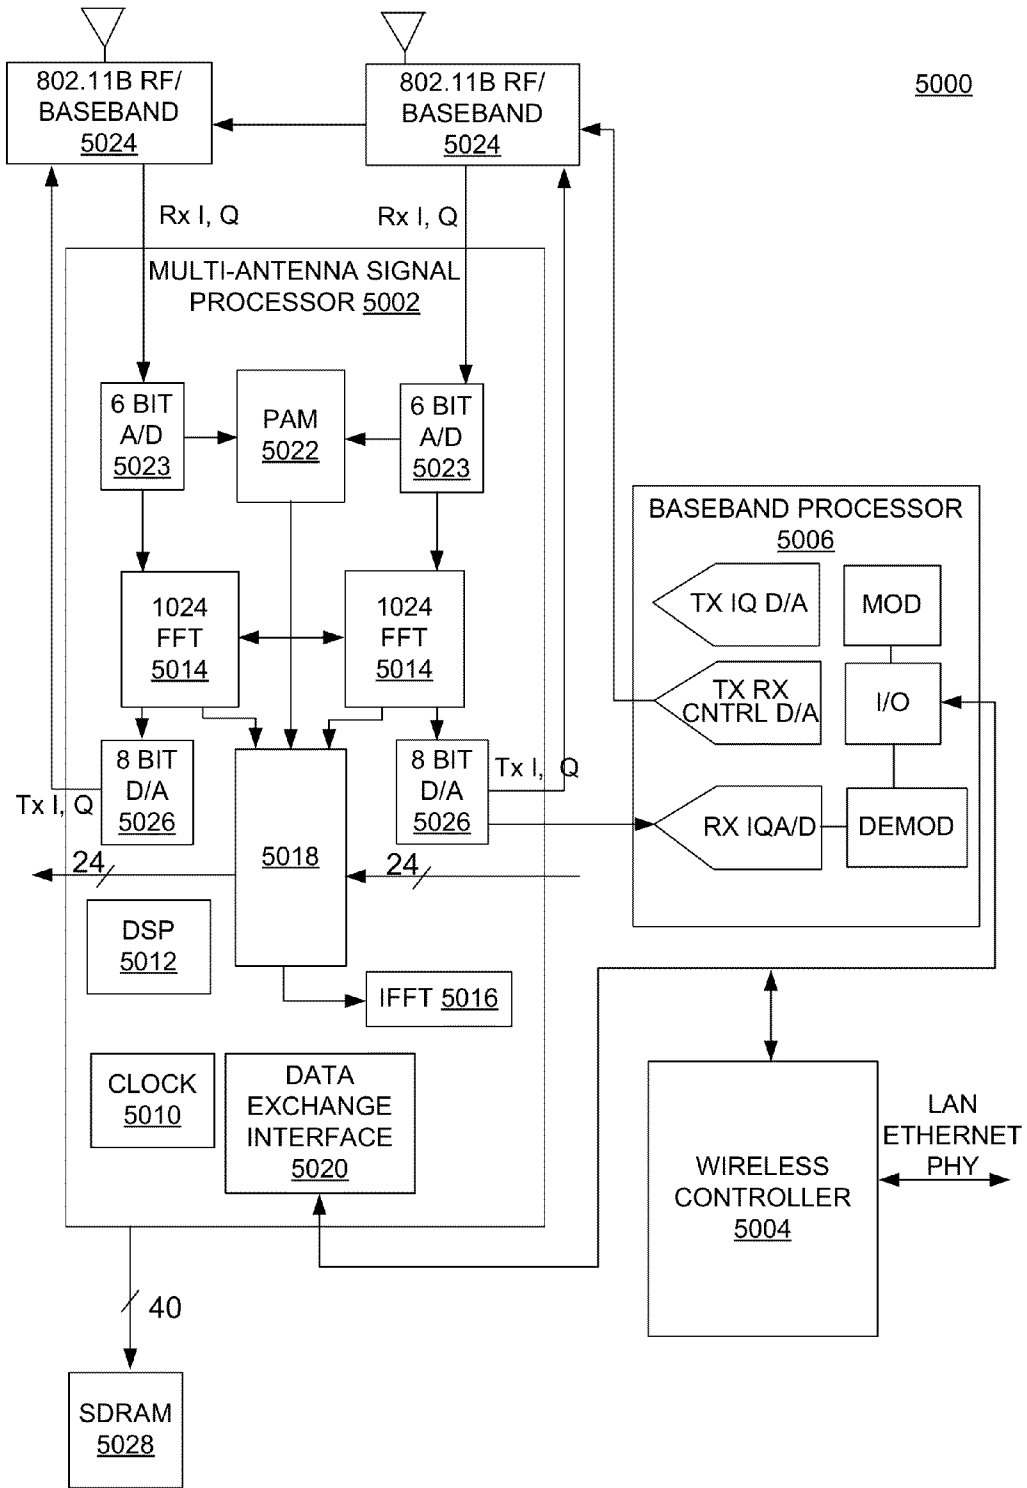 802.11B RF/
BASEBAND
5024
802.11B RF/
BASEBAND
5024
5000
Rx I, Q
Rx I, Q
MULTI-ANTENNA SIGNAL
PROCESSOR 5002
6 BIT
A/D
5023
PAM
5022
6 BIT
A/D
5023
BASEBAND PROCESSOR
5006
TX IQ D/A
MOD
1024
FFT
5014
1024
FFT
5014
TX RX
CNTRL D/A
I/O
8 BIT
D/A
5026
Tx I, Q
8 BIT
D/A
5026
Tx I, Q
RX IQA/D
DEMOD
5018
24
24
DSP
5012
IFFT 5016
CLOCK
5010
DATA
EXCHANGE
INTERFACE
5020
WIRELESS
CONTROLLER
5004
LAN
ETHERNET
PHY
40
SDRAM
5028